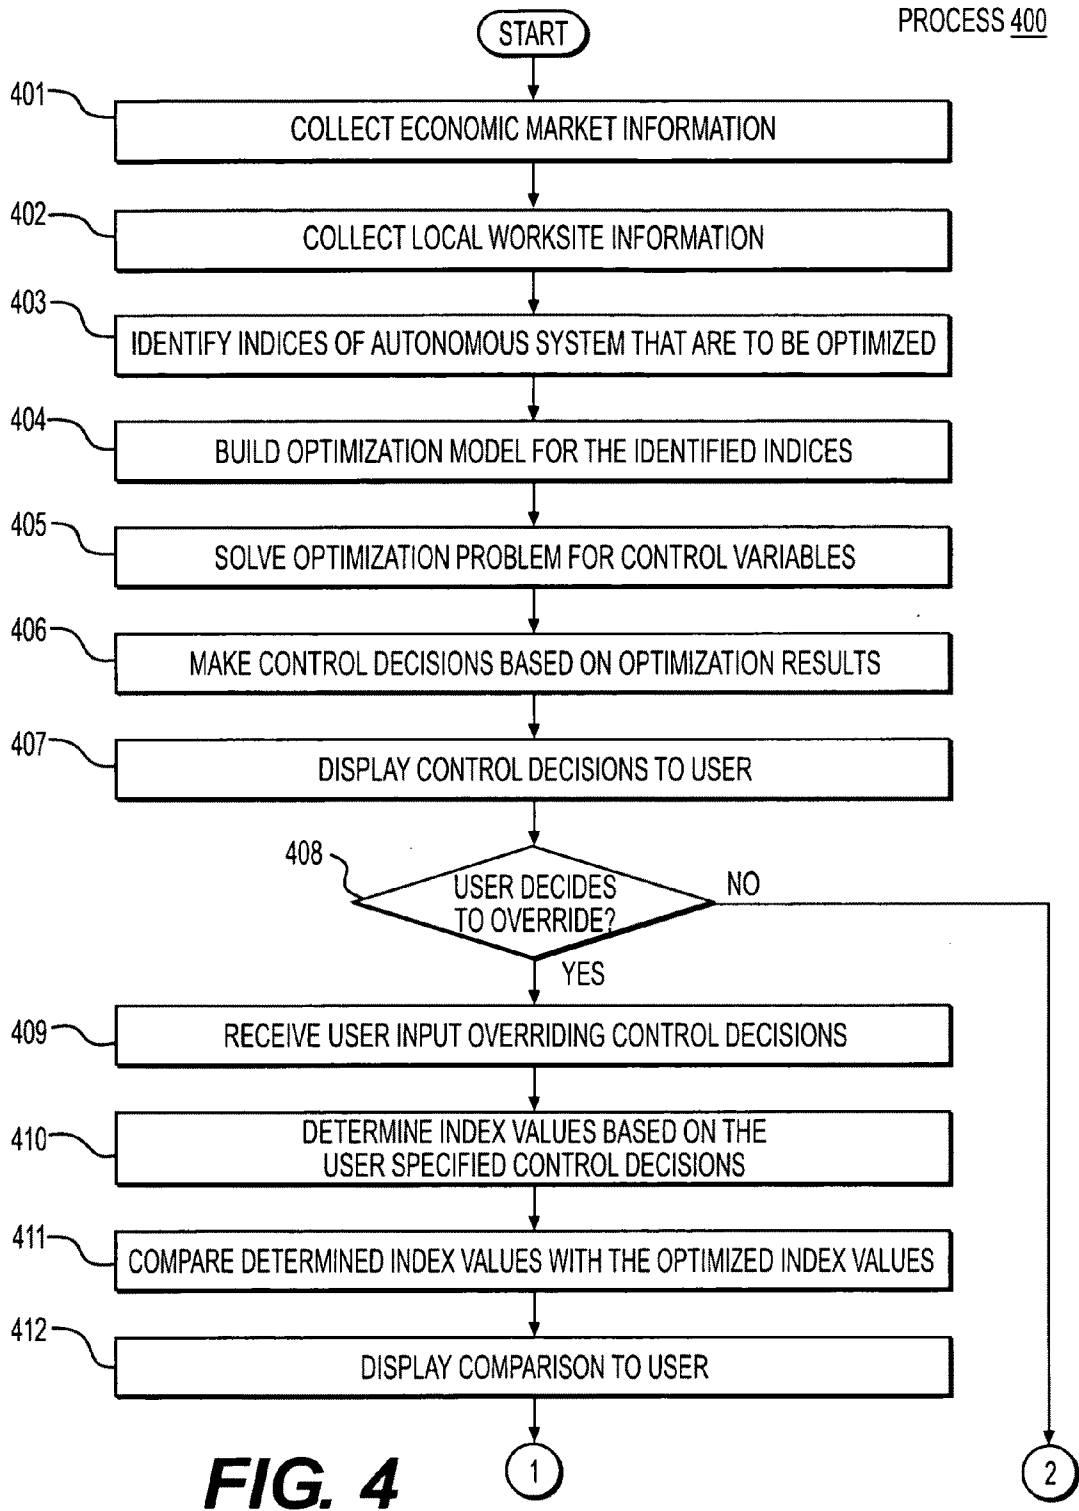 PROCESS 400
START
401
COLLECT ECONOMIC MARKET INFORMATION
402
COLLECT LOCAL WORKSITE INFORMATION
403
IDENTIFY INDICES OF AUTONOMOUS SYSTEM THAT ARE TO BE OPTIMIZED
404
BUILD OPTIMIZATION MODEL FOR THE IDENTIFIED INDICES
405
SOLVE OPTIMIZATION PROBLEM FOR CONTROL VARIABLES
406
MAKE CONTROL DECISIONS BASED ON OPTIMIZATION RESULTS
407
DISPLAY CONTROL DECISIONS TO USER
408
USER DECIDES
TO OVERRIDE?
NO
YES
409
RECEIVE USER INPUT OVERRIDING CONTROL DECISIONS
410
DETERMINE INDEX VALUES BASED ON THE
USER SPECIFIED CONTROL DECISIONS
411
COMPARE DETERMINED INDEX VALUES WITH THE OPTIMIZED INDEX VALUES
412
DISPLAY COMPARISON TO USER
1
2
FIG. 4